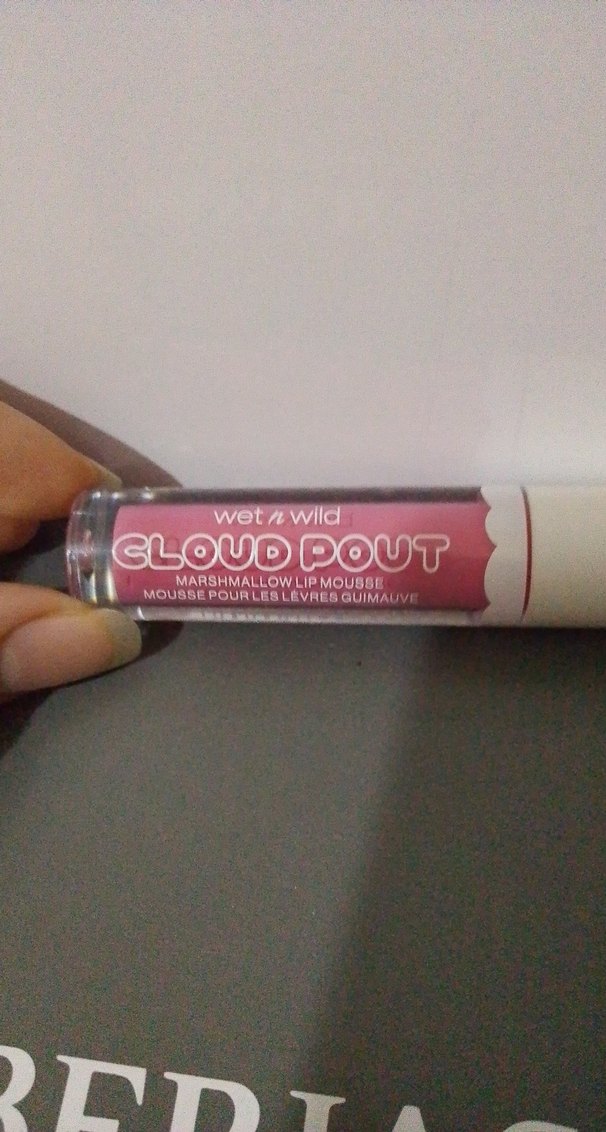 wet n wild
CLOUD POUT
MARSHMALLOW LIP MOUSSE
MOUSSE POUR LES LÈVRES GUIMAUVE